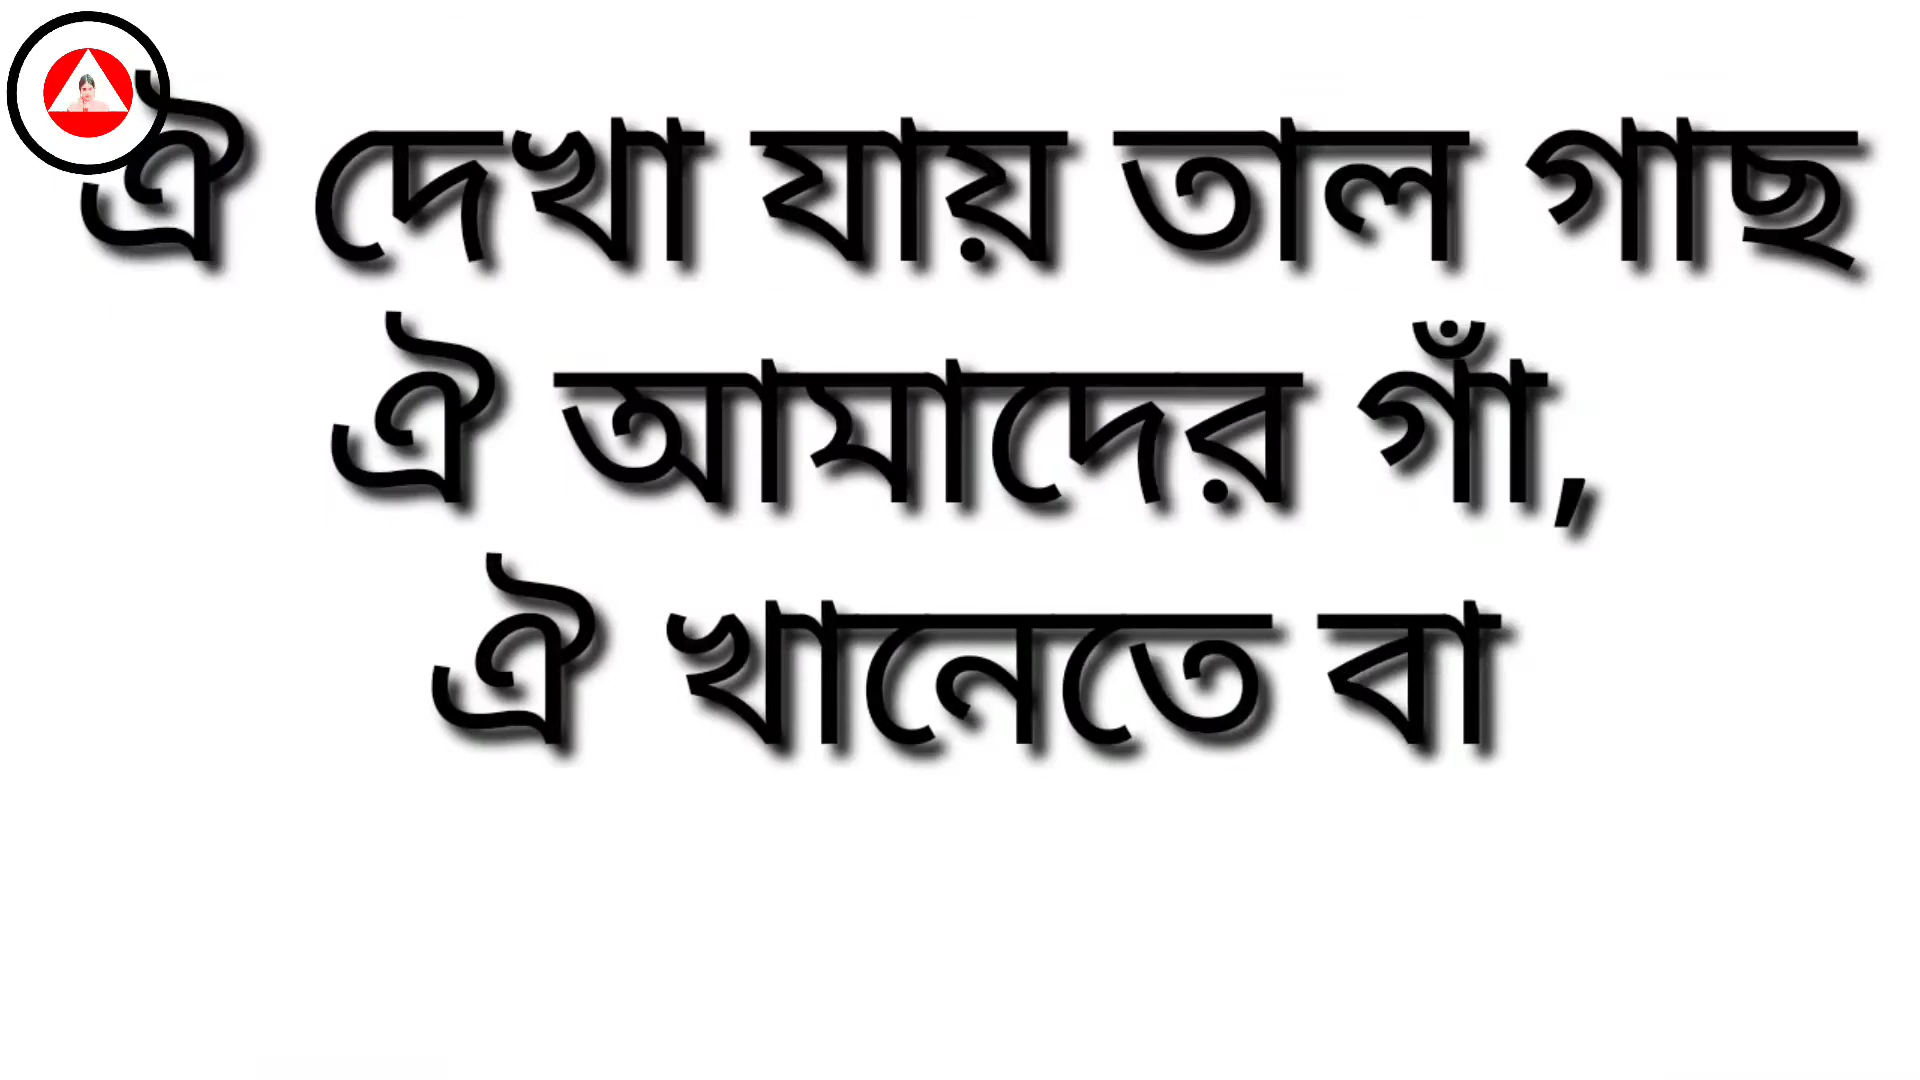 ঐ দেখা যায় তাল গাছ
ঐ আমাদের গাঁ,
ঐ খানেতে বা